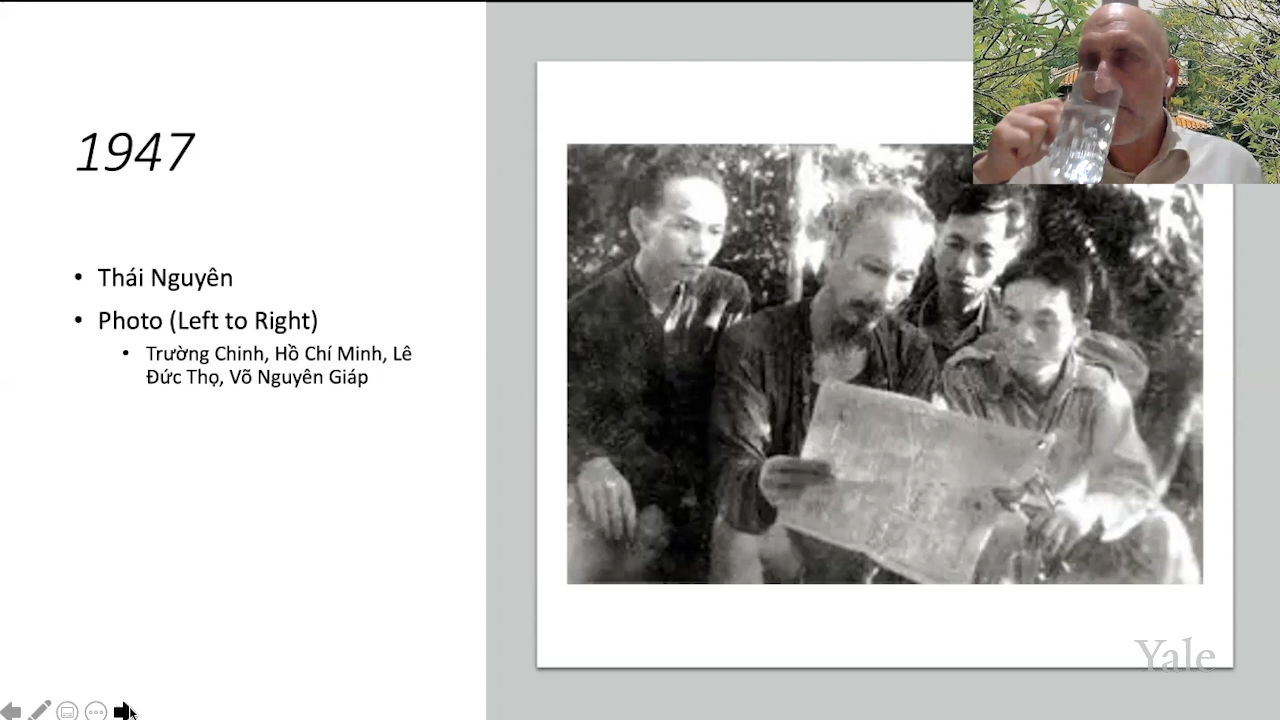 1947
• Thái Nguyên
• Photo (Left to Right)
• Trường Chinh, Hồ Chí Minh, Lê
Đức Thọ, Võ Nguyên Giáp
Yale